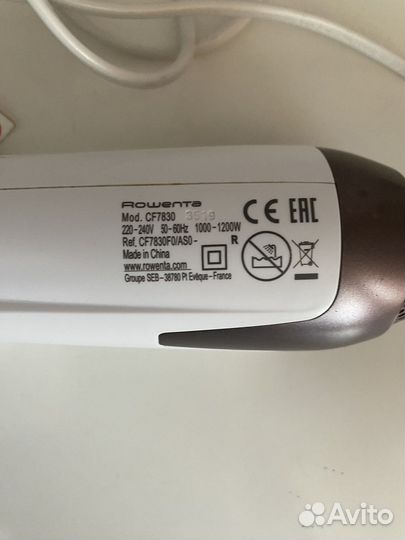 Rowenta
Mod. CF7830 3519
220-240V 50-60Hz 1000-1200W
Ref. CF7830F0/AS0-
R
Made in China
www.rowenta.com
Groupe SEB-38780 Pt Evêque-France
CE EAC
Avito